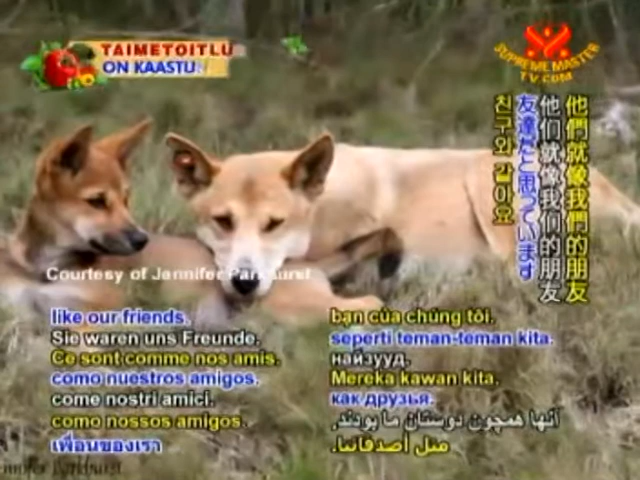 TAIMETOITLU
ON KAASTU
SUPREME MASTER
TV.COM
他們就像我們的朋友
他们就像我们的朋友
友達だと思っています
친구와 같아요
Courtesy of Jennifer Parkhurst
like our friends.
Sie waren uns Freunde.
Ce sont comme nos amis.
como nuestros amigos.
come nostri amici.
como nossos amigos.
เพื่อนของเรา
bạn của chúng tôi.
seperti teman-teman kita.
найзууд.
Mereka kawan kita.
как друзья.
آنها همچون دوستان ما بودند,
مثل أصدقائنا.
Parkhurst